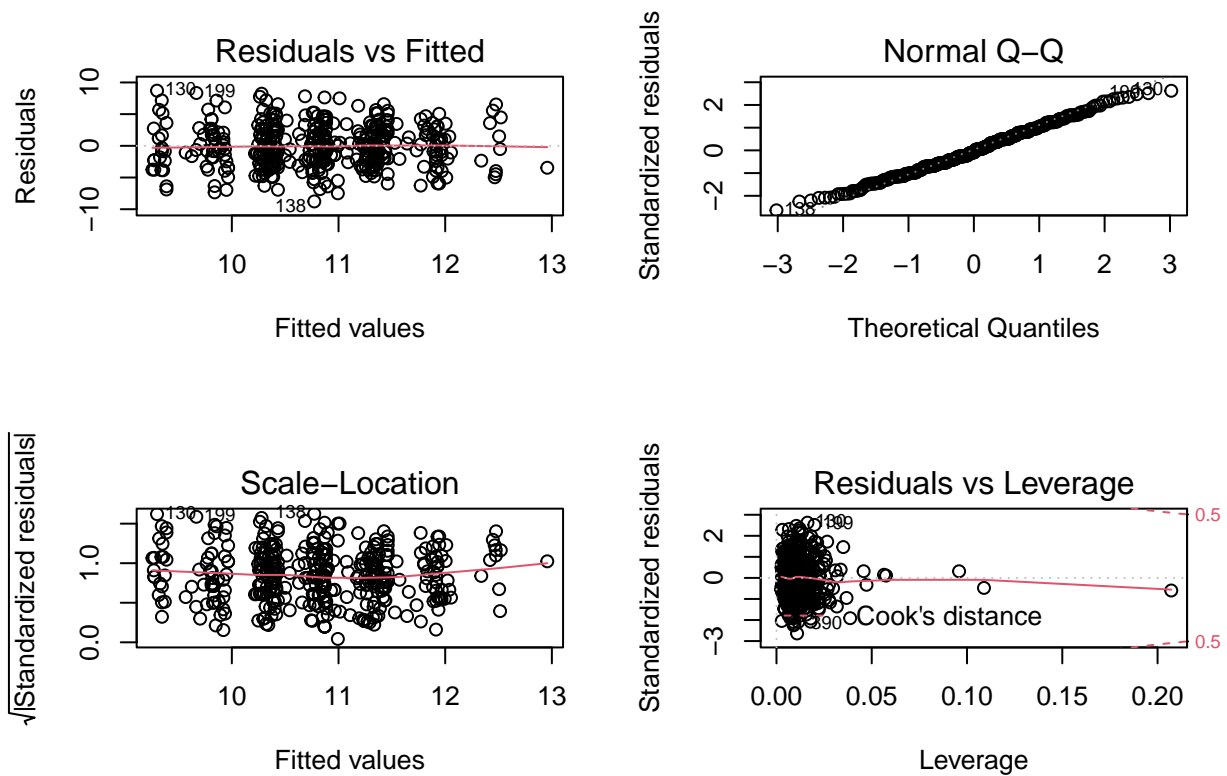 Residuals vs Fitted
Residuals
−10 0 10
130
199
138
10 11 12 13
Fitted values
Normal Q−Q
Standardized residuals
−2 0 2
130
138
−3 −2 −1 0 1 2 3
Theoretical Quantiles
Scale−Location
√|Standardized residuals|
0.0 1.0
130
199
138
10 11 12 13
Fitted values
Residuals vs Leverage
Standardized residuals
−3 0 2
199
390
Cook's distance
0.5
0.5
0.00 0.05 0.10 0.15 0.20
Leverage